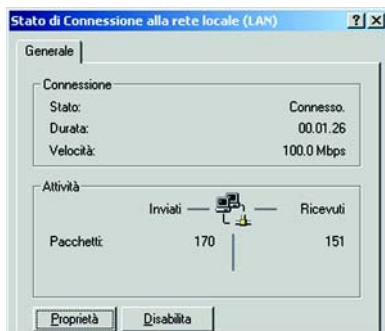 Stato di Connessione alla rete locale (LAN)
Generale
Connessione
Stato: Connesso.
Durata: 00.01.26
Velocità: 100.0 Mbps
Attività
Inviati — Ricevuti
Pacchetti: 170 151
Proprietà Disabilita